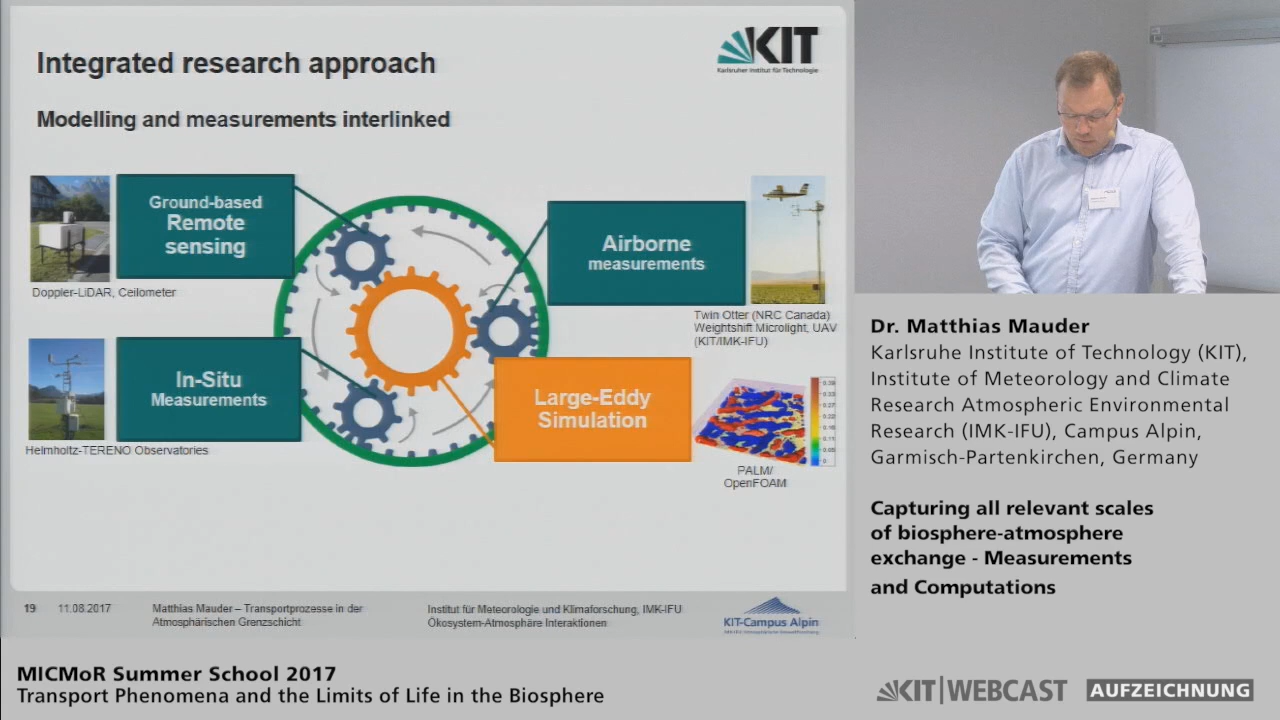 Integrated research approach
KIT
Karlsruher Institut für Technologie
Modelling and measurements interlinked
Ground-based
Remote
sensing
Doppler-LiDAR, Ceilometer
Airborne
measurements
Twin Otter (NRC Canada)
Weightshift Microlight, UAV
(KIT/IMK-IFU)
In-Situ
Measurements
Helmholtz-TERENO Observatories
Large-Eddy
Simulation
PALM/
OpenFOAM
19 11.08.2017
Matthias Mauder – Transportprozesse in der
Atmosphärischen Grenzschicht
Institut für Meteorologie und Klimaforschung, IMK-IFU
Ökosystem-Atmosphäre Interaktionen
KIT-Campus Alpin
Dr. Matthias Mauder
Karlsruhe Institute of Technology (KIT),
Institute of Meteorology and Climate
Research Atmospheric Environmental
Research (IMK-IFU), Campus Alpin,
Garmisch-Partenkirchen, Germany
Capturing all relevant scales
of biosphere-atmosphere
exchange - Measurements
and Computations
MICMoR Summer School 2017
Transport Phenomena and the Limits of Life in the Biosphere
KIT|WEBCAST AUFZEICHNUNG